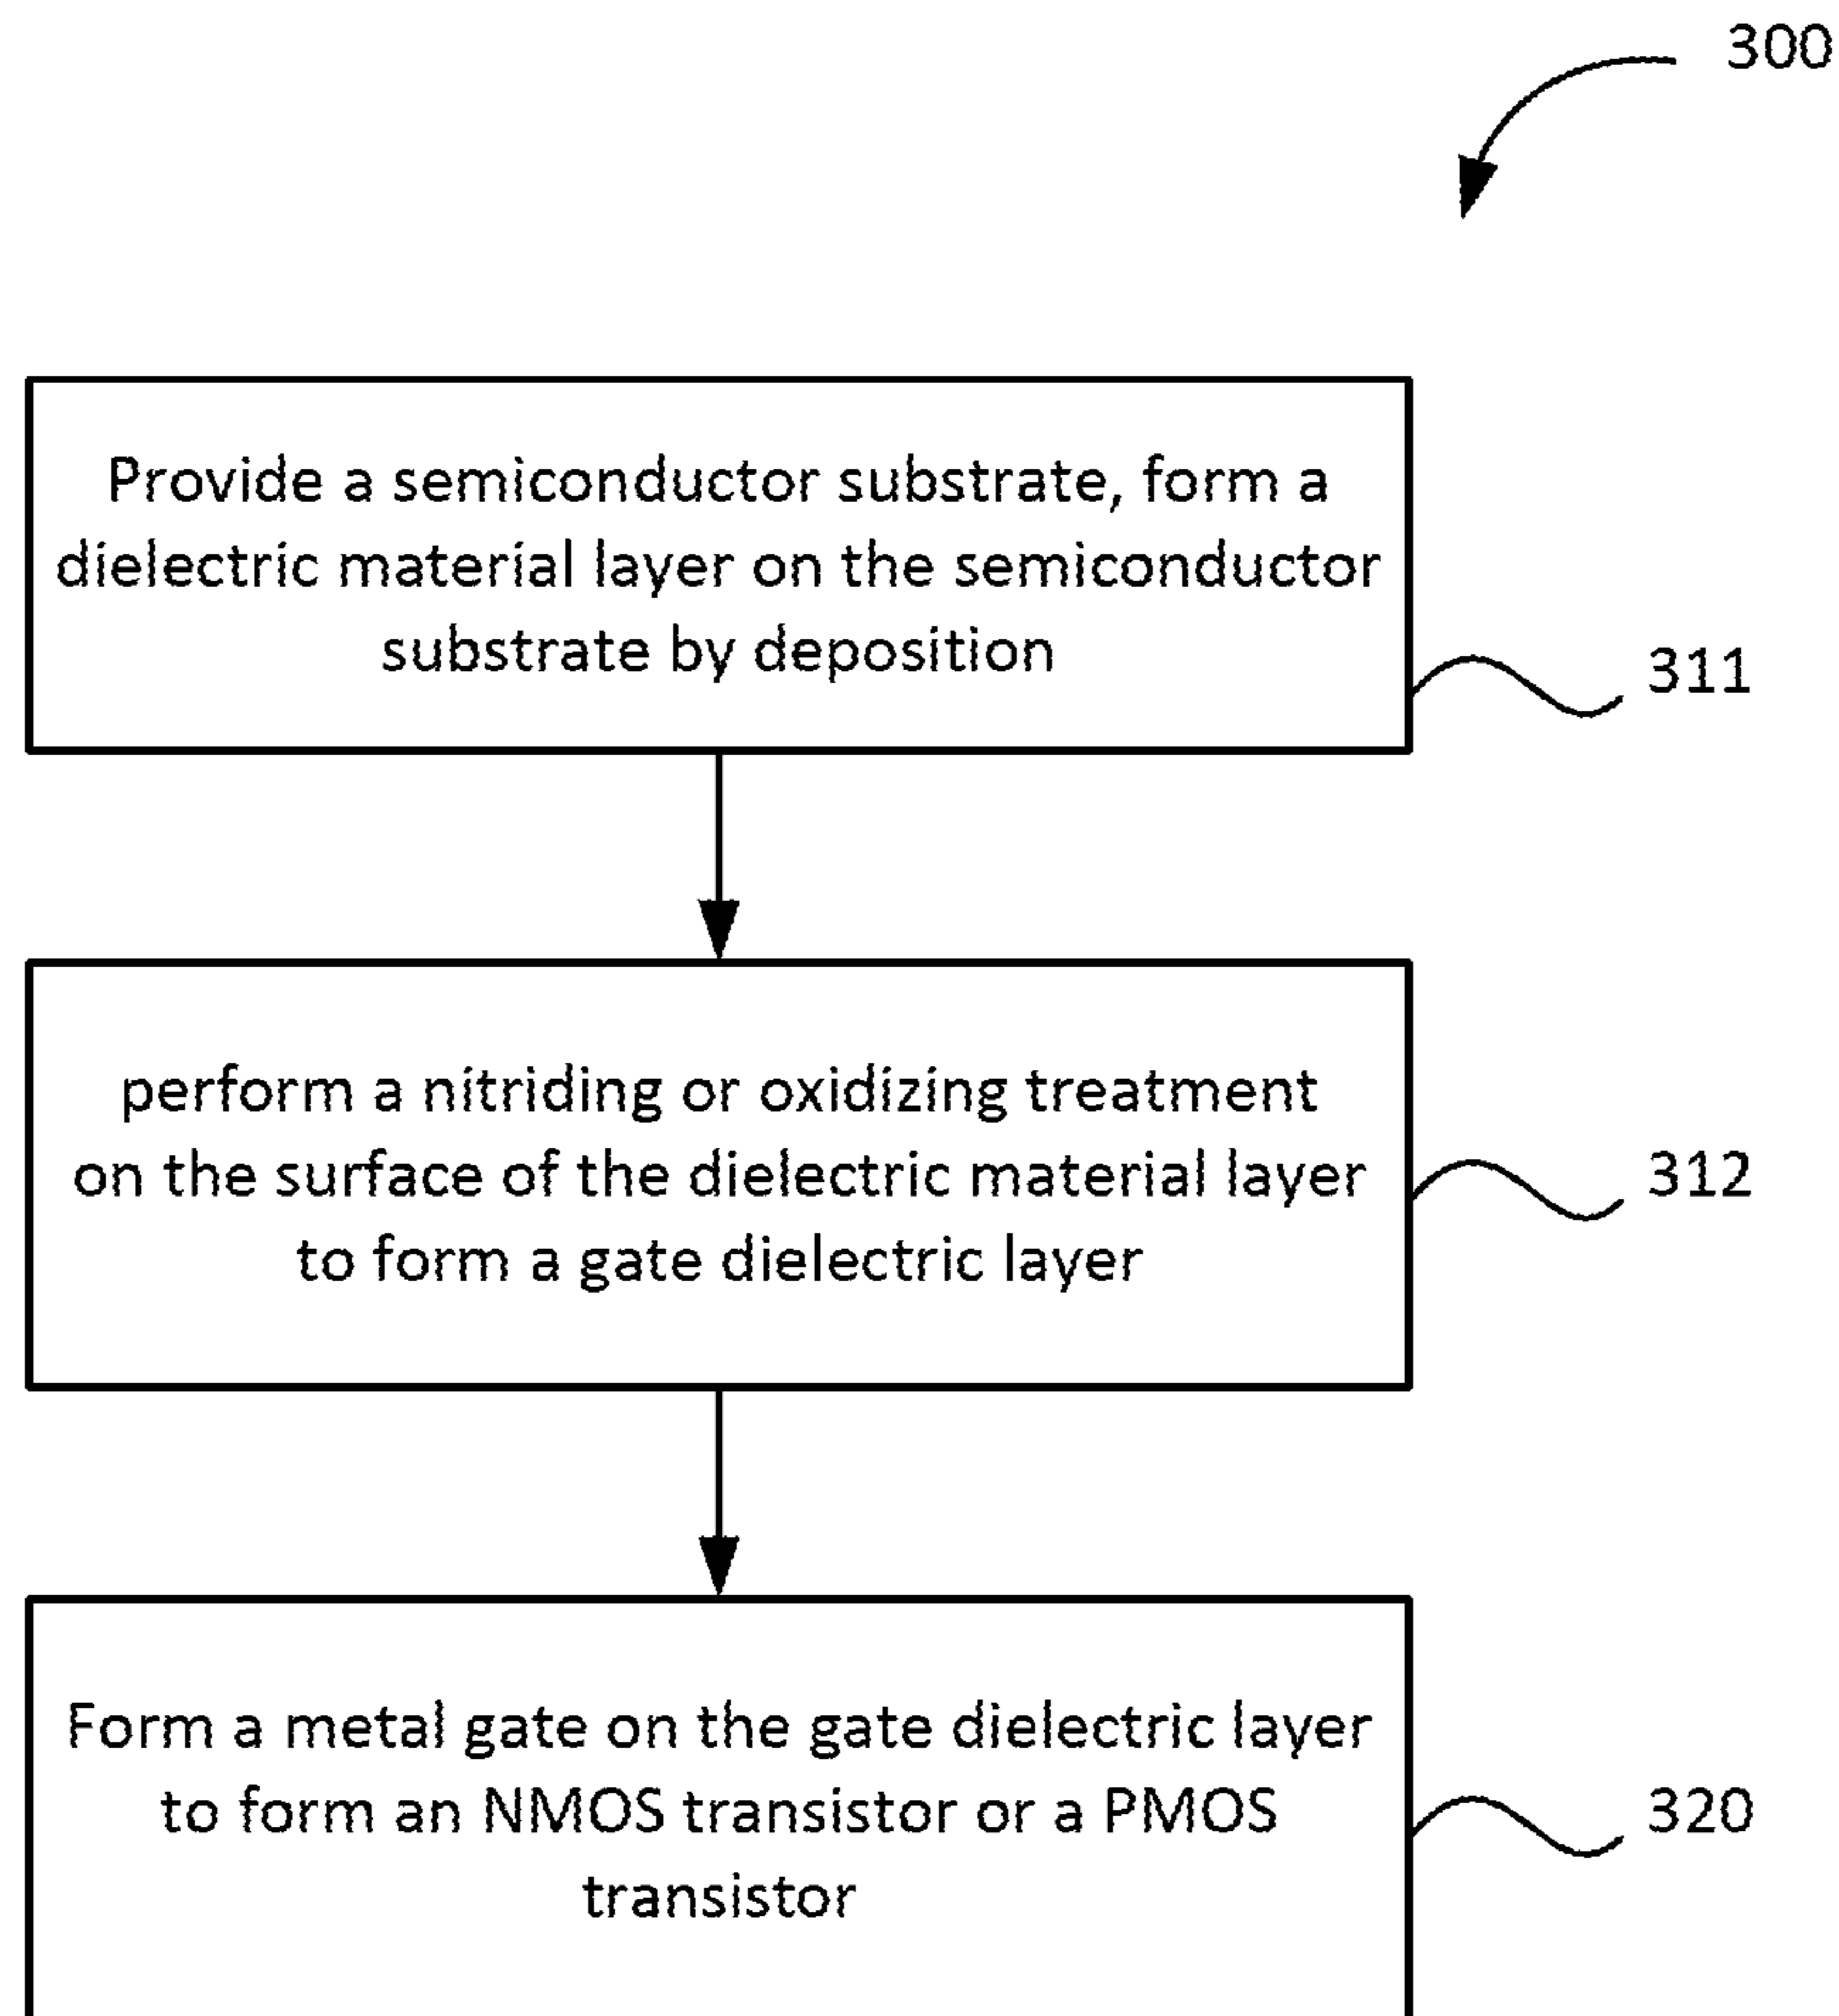 300
Provide a semiconductor substrate, form a
dielectric material layer on the semiconductor
substrate by deposition
311
perform a nitriding or oxidizing treatment
on the surface of the dielectric material layer
to form a gate dielectric layer
312
Form a metal gate on the gate dielectric layer
to form an NMOS transistor or a PMOS
transistor
320